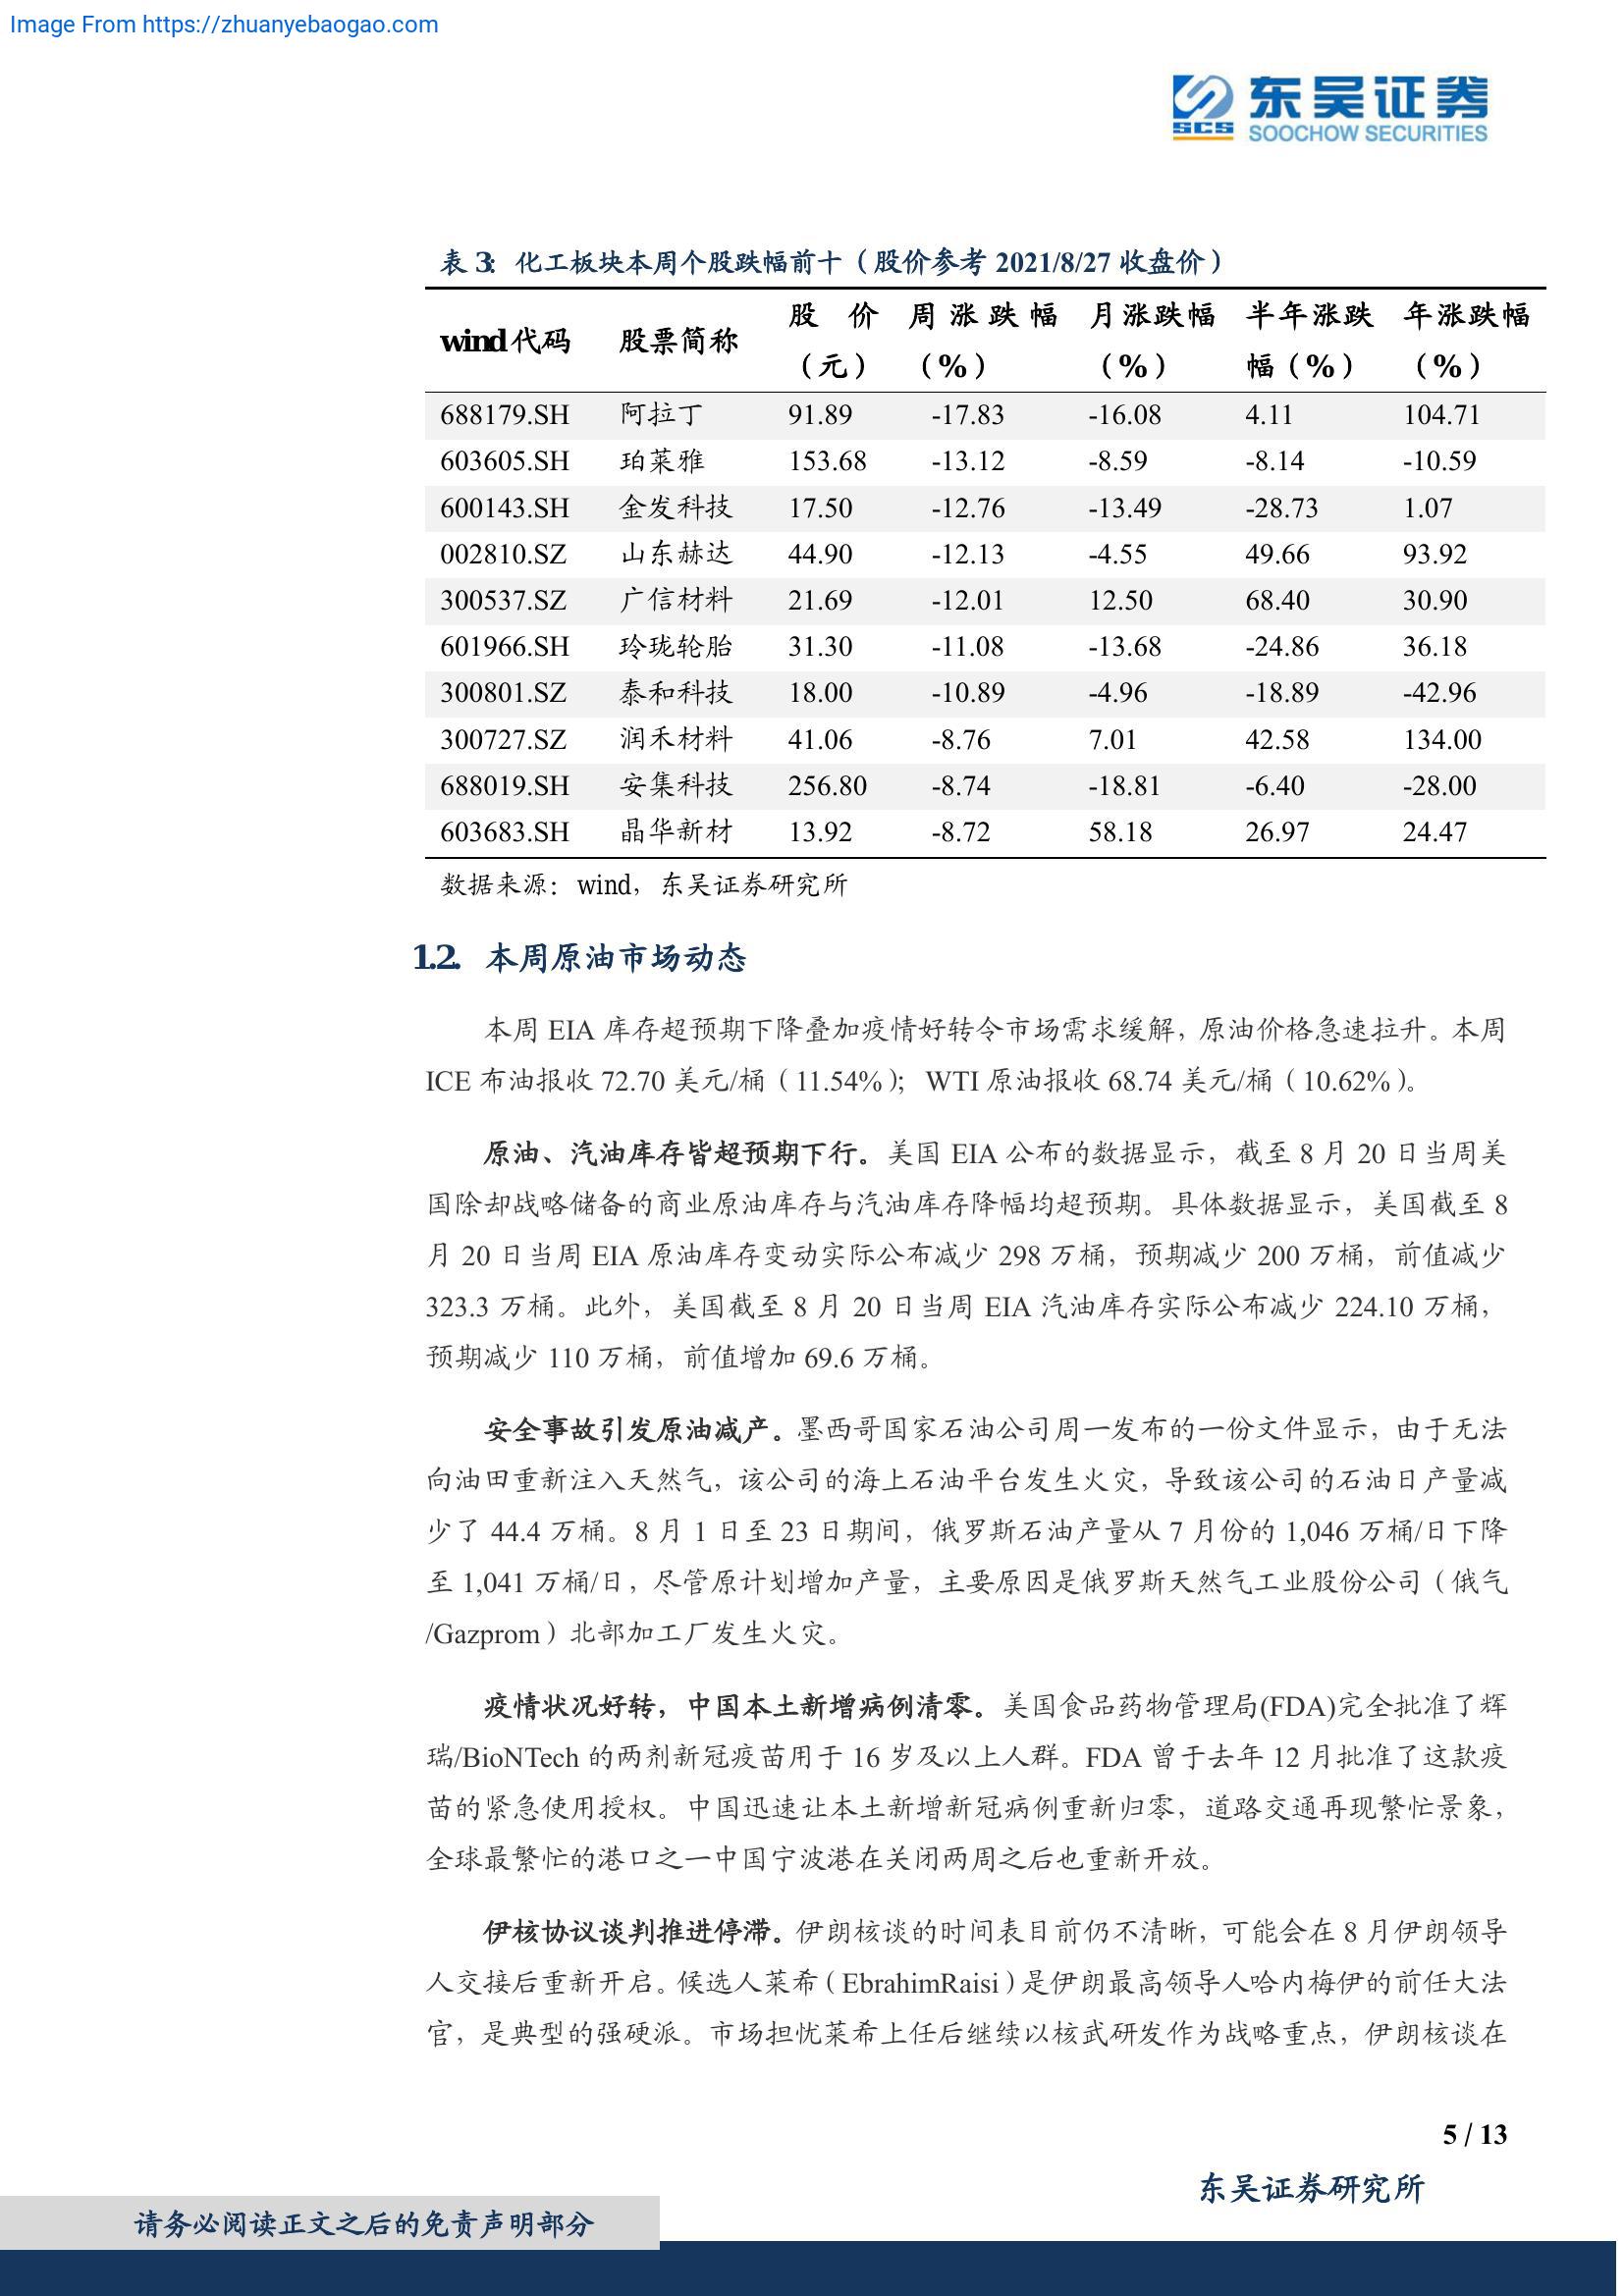 Image From https://zhuanyebaogao.com
东吴证券
SCS
SOOCHOW SECURITIES
表 3： 化工板块本周个股跌幅前十（股价参考 2021/8/27 收盘价）
wind 代码 股票简称 股价（元） 周涨跌幅（%） 月涨跌幅（%） 半年涨跌幅（%） 年涨跌幅（%）
688179.SH 阿拉丁 91.89 -17.83 -16.08 4.11 104.71
603605.SH 珀莱雅 153.68 -13.12 -8.59 -8.14 -10.59
600143.SH 金发科技 17.50 -12.76 -13.49 -28.73 1.07
002810.SZ 山东赫达 44.90 -12.13 -4.55 49.66 93.92
300537.SZ 广信材料 21.69 -12.01 12.50 68.40 30.90
601966.SH 玲珑轮胎 31.30 -11.08 -13.68 -24.86 36.18
300801.SZ 泰和科技 18.00 -10.89 -4.96 -18.89 -42.96
300727.SZ 润禾材料 41.06 -8.76 7.01 42.58 134.00
688019.SH 安集科技 256.80 -8.74 -18.81 -6.40 -28.00
603683.SH 晶华新材 13.92 -8.72 58.18 26.97 24.47
数据来源：wind，东吴证券研究所
1.2. 本周原油市场动态
本周 EIA 库存超预期下降叠加疫情好转令市场需求缓解，原油价格急速拉升。本周
ICE 布油报收 72.70 美元/桶（11.54%）；WTI 原油报收 68.74 美元/桶（10.62%）。
原油、汽油库存皆超预期下行。美国 EIA 公布的数据显示，截至 8 月 20 日当周美
国除却战略储备的商业原油库存与汽油库存降幅均超预期。具体数据显示，美国截至 8
月 20 日当周 EIA 原油库存变动实际公布减少 298 万桶，预期减少 200 万桶，前值减少
323.3 万桶。此外，美国截至 8 月 20 日当周 EIA 汽油库存实际公布减少 224.10 万桶，
预期减少 110 万桶，前值增加 69.6 万桶。
安全事故引发原油减产。墨西哥国家石油公司周一发布的一份文件显示，由于无法
向油田重新注入天然气，该公司的海上石油平台发生火灾，导致该公司的石油日产量减
少了 44.4 万桶。8 月 1 日至 23 日期间，俄罗斯石油产量从 7 月份的 1,046 万桶/日下降
至 1,041 万桶/日，尽管原计划增加产量，主要原因是俄罗斯天然气工业股份公司（俄气
/Gazprom）北部加工厂发生火灾。
疫情状况好转，中国本土新增病例清零。美国食品药物管理局(FDA)完全批准了辉
瑞/BioNTech 的两剂新冠疫苗用于 16 岁及以上人群。FDA 曾于去年 12 月批准了这款疫
苗的紧急使用授权。中国迅速让本土新增新冠病例重新归零，道路交通再现繁忙景象，
全球最繁忙的港口之一中国宁波港在关闭两周之后也重新开放。
伊核协议谈判推进停滞。伊朗核谈的时间表目前仍不清晰，可能会在 8 月伊朗领导
人交接后重新开启。候选人莱希（EbrahimRaisi）是伊朗最高领导人哈内梅伊的前任大法
官，是典型的强硬派。市场担忧莱希上任后继续以核武研发作为战略重点，伊朗核谈在
5 / 13
东吴证券研究所
请务必阅读正文之后的免责声明部分